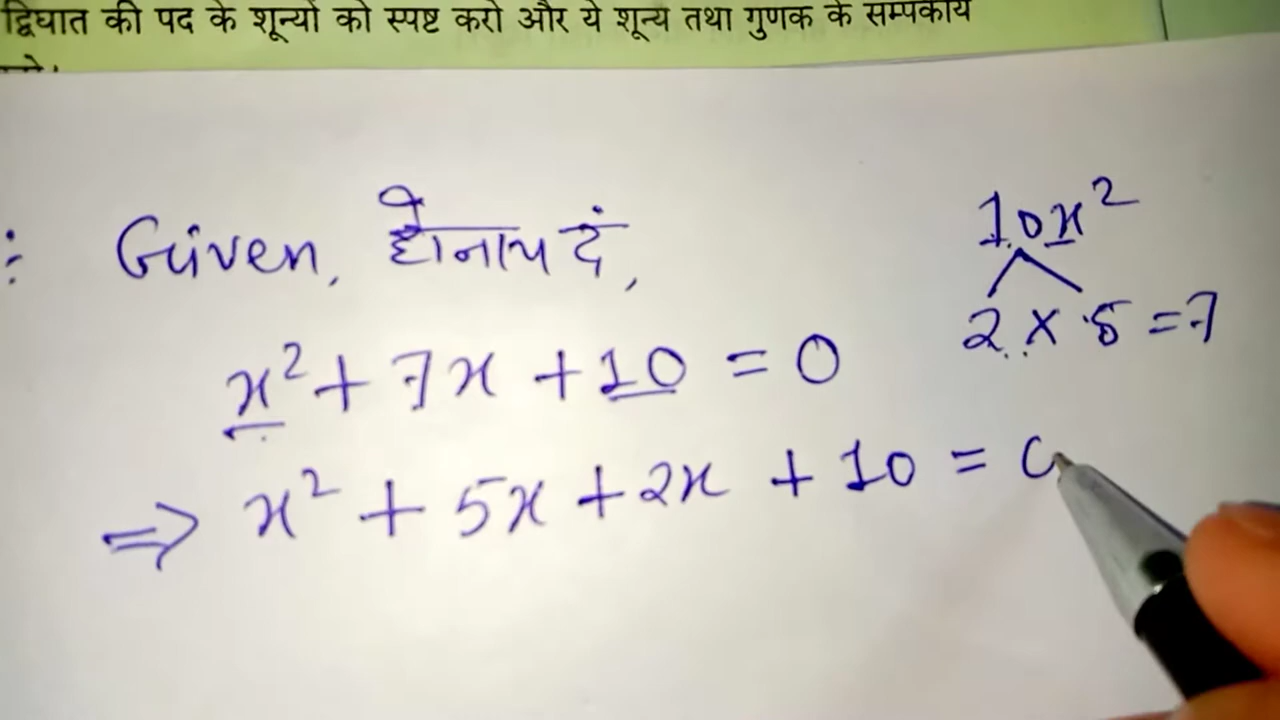 द्विघात की पद के शून्यों को स्पष्ट करो और ये शून्य तथा गुणक के सम्पकीय
: Given,
x² + 7x + 10 = 0
⇒ x² + 5x + 2x + 10 = 0
10x²
2 x 5 = 7